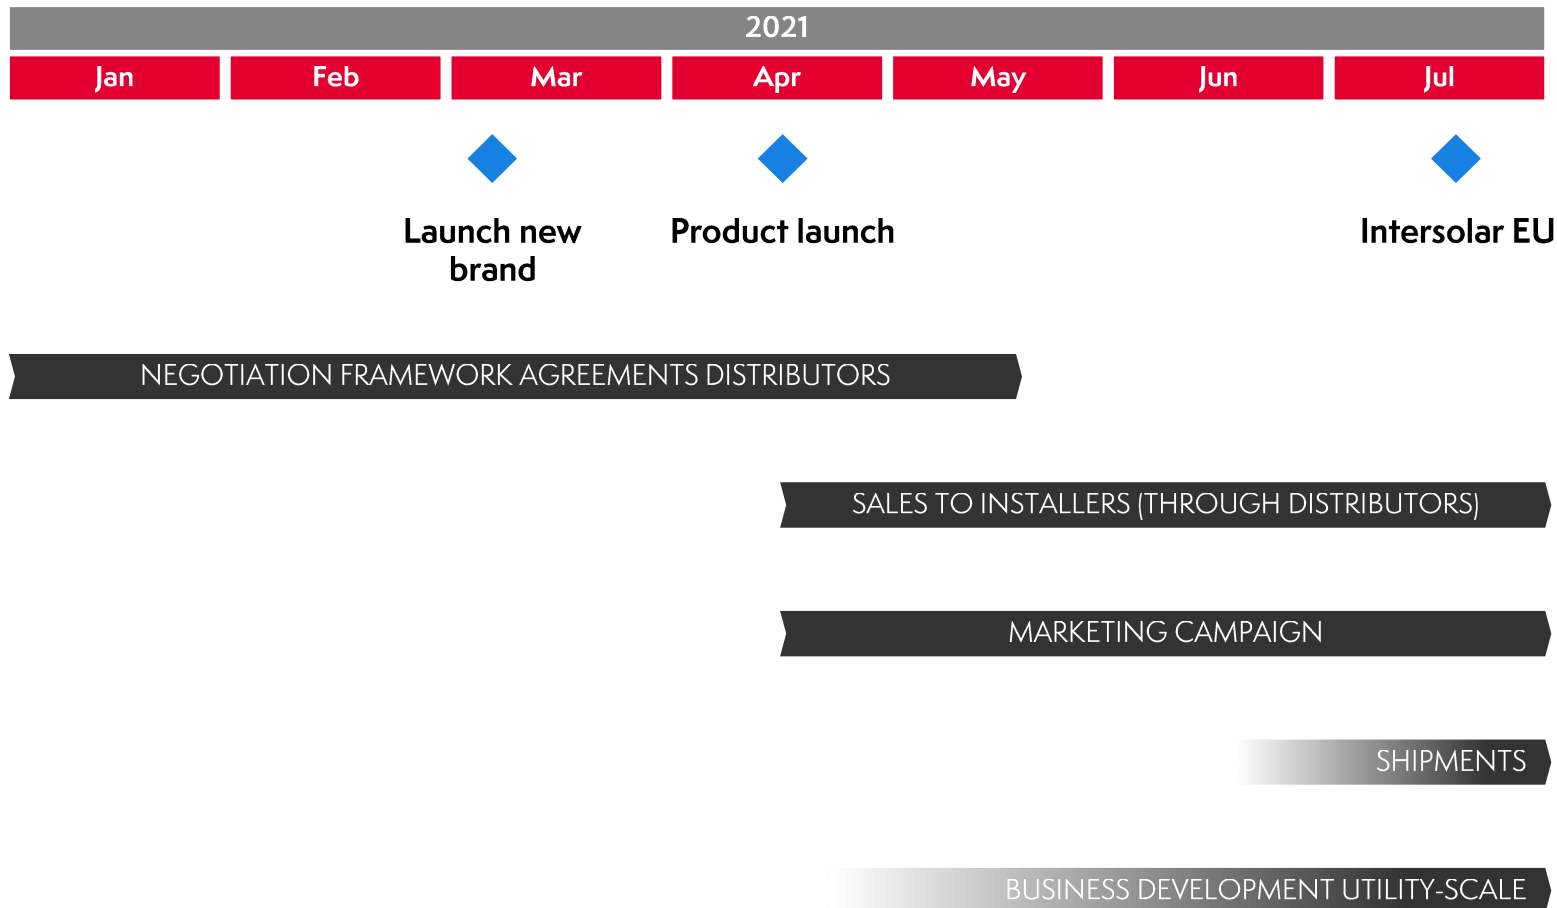 2021
Jan Feb Mar Apr May Jun Jul
Launch new
brand
Product launch
Intersolar EU
NEGOTIATION FRAMEWORK AGREEMENTS DISTRIBUTORS
SALES TO INSTALLERS (THROUGH DISTRIBUTORS)
MARKETING CAMPAIGN
SHIPMENTS
BUSINESS DEVELOPMENT UTILITY-SCALE